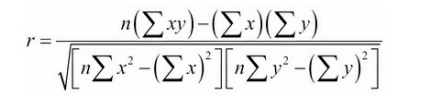 r = n(∑xy)−(∑x)(∑y) / √[n∑x²−(∑x)²][n∑y²−(∑y)²]